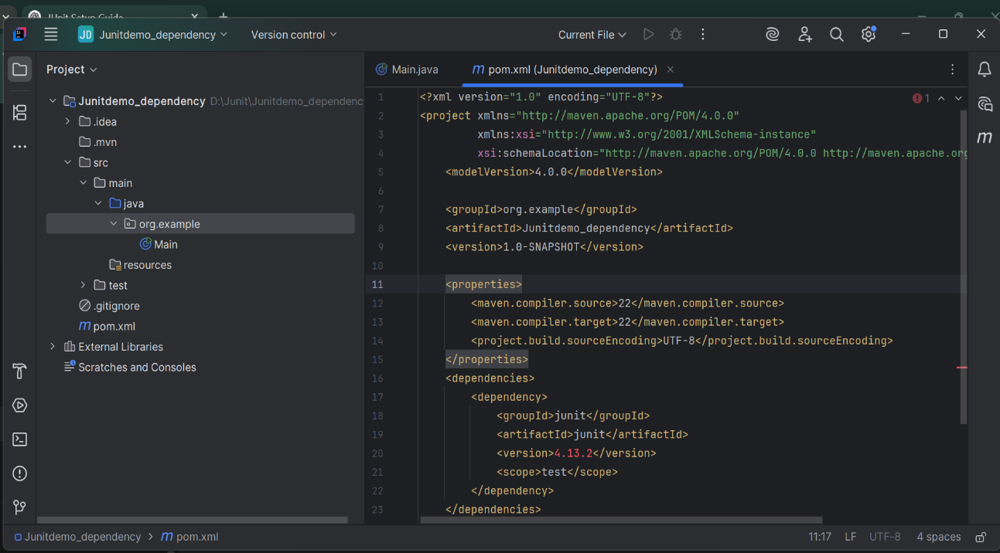 JUnit Setup Guide
JD Junitdemo_dependency Version control Current File
Project
Main.java
pom.xml (Junitdemo_dependency)
Junitdemo_dependency D:\Junit\Junitdemo_dependenc
.idea
.mvn
src
main
java
org.example
Main
resources
test
.gitignore
pom.xml
External Libraries
Scratches and Consoles
1 <?xml version="1.0" encoding="UTF-8"?>
1
2 <project xmlns="http://maven.apache.org/POM/4.0.0"
3 xmlns:xsi="http://www.w3.org/2001/XMLSchema-instance"
4 xsi:schemaLocation="http://maven.apache.org/POM/4.0.0 http://maven.apache.org
5 <modelVersion>4.0.0</modelVersion>
6
7 <groupId>org.example</groupId>
8 <artifactId>Junitdemo_dependency</artifactId>
9 <version>1.0-SNAPSHOT</version>
10
11 <properties>
12 <maven.compiler.source>22</maven.compiler.source>
13 <maven.compiler.target>22</maven.compiler.target>
14 <project.build.sourceEncoding>UTF-8</project.build.sourceEncoding>
15 </properties>
16 <dependencies>
17 <dependency>
18 <groupId>junit</groupId>
19 <artifactId>junit</artifactId>
20 <version>4.13.2</version>
21 <scope>test</scope>
22 </dependency>
23 </dependencies>
Junitdemo_dependency > pom.xml
11:17 LF UTF-8 4 spaces